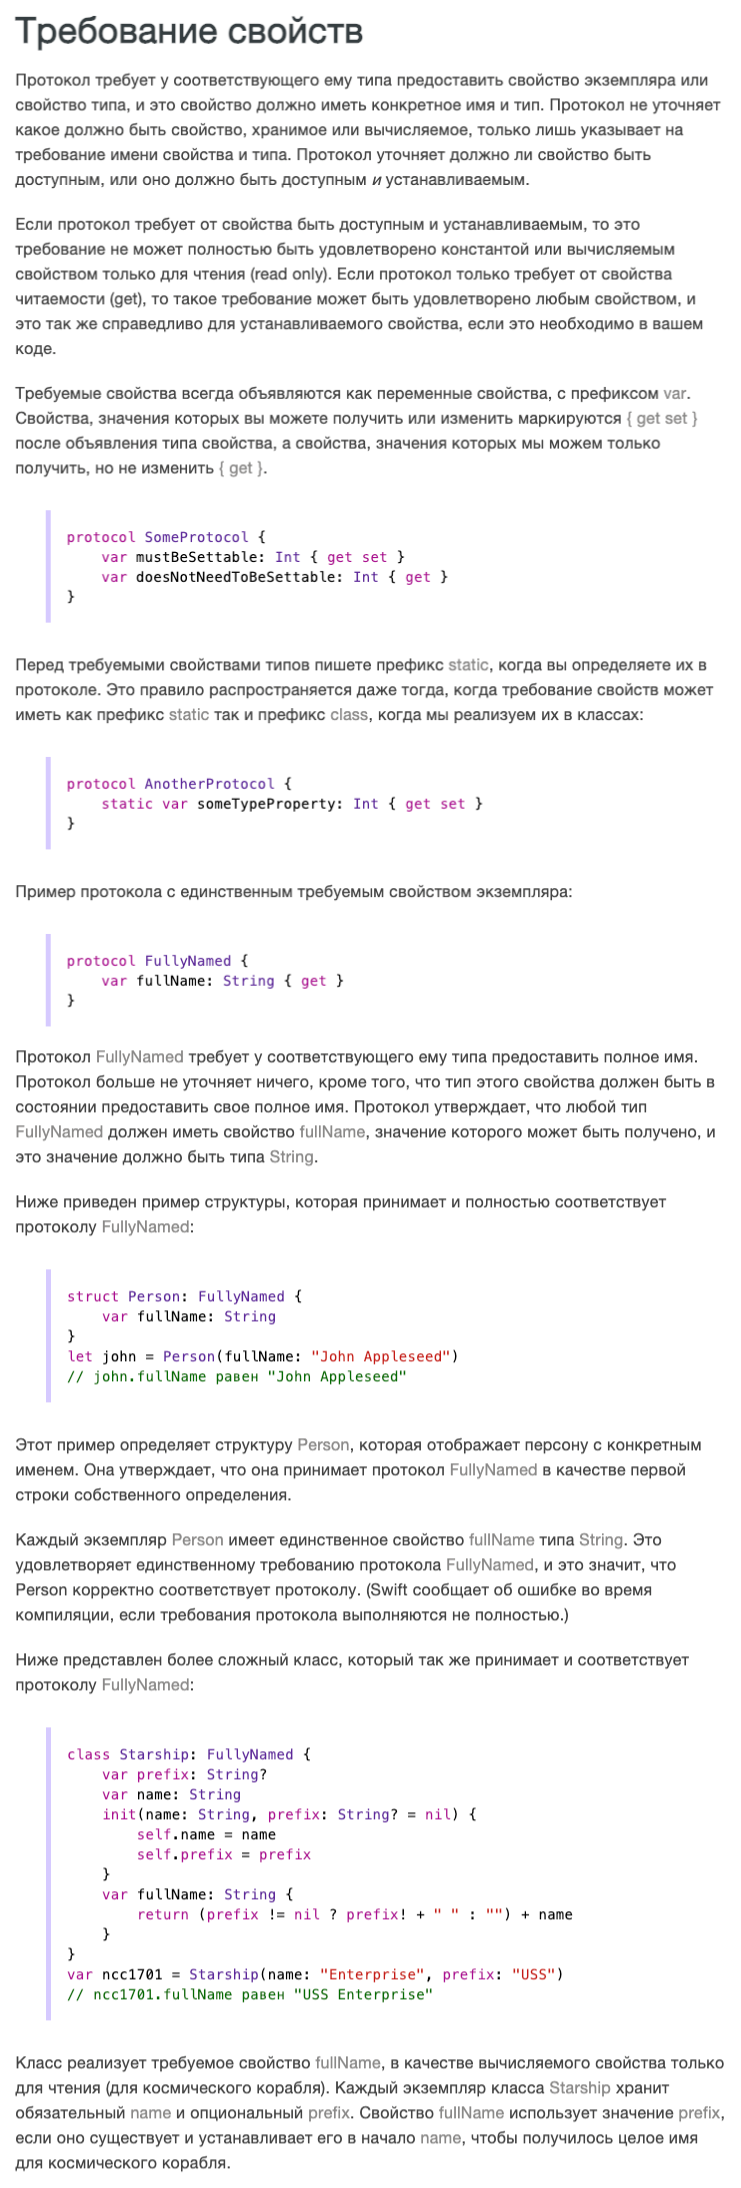 Требование свойств
Протокол требует у соответствующего ему типа предоставить свойство экземпляра или
свойство типа, и это свойство должно иметь конкретное имя и тип. Протокол не уточняет
какое должно быть свойство, хранимое или вычисляемое, только лишь указывает на
требование имени свойства и типа. Протокол уточняет должно ли свойство быть
доступным, или оно должно быть доступным и устанавливаемым.
Если протокол требует от свойства быть доступным и устанавливаемым, то это
требование не может полностью быть удовлетворено константой или вычисляемым
свойством только для чтения (read only). Если протокол только требует от свойства
читаемости (get), то такое требование может быть удовлетворено любым свойством, и
это так же справедливо для устанавливаемого свойства, если это необходимо в вашем
коде.
Требуемые свойства всегда объявляются как переменные свойства, с префиксом var.
Свойства, значения которых вы можете получить или изменить маркируются { get set }
после объявления типа свойства, а свойства, значения которых мы можем только
получить, но не изменить { get }.
protocol SomeProtocol {
    var mustBeSettable: Int { get set }
    var doesNotNeedToBeSettable: Int { get }
}
Перед требуемыми свойствами типов пишете префикс static, когда вы определяете их в
протоколе. Это правило распространяется даже тогда, когда требование свойств может
иметь как префикс static так и префикс class, когда мы реализуем их в классах:
protocol AnotherProtocol {
    static var someTypeProperty: Int { get set }
}
Пример протокола с единственным требуемым свойством экземпляра:
protocol FullyNamed {
    var fullName: String { get }
}
Протокол FullyNamed требует у соответствующего ему типа предоставить полное имя.
Протокол больше не уточняет ничего, кроме того, что тип этого свойства должен быть в
состоянии предоставить свое полное имя. Протокол утверждает, что любой тип
FullyNamed должен иметь свойство fullName, значение которого может быть получено, и
это значение должно быть типа String.
Ниже приведен пример структуры, которая принимает и полностью соответствует
протоколу FullyNamed:
struct Person: FullyNamed {
    var fullName: String
}
let john = Person(fullName: "John Appleseed")
// john.fullName равен "John Appleseed"
Этот пример определяет структуру Person, которая отображает персону с конкретным
именем. Она утверждает, что она принимает протокол FullyNamed в качестве первой
строки собственного определения.
Каждый экземпляр Person имеет единственное свойство fullName типа String. Это
удовлетворяет единственному требованию протокола FullyNamed, и это значит, что
Person корректно соответствует протоколу. (Swift сообщает об ошибке во время
компиляции, если требования протокола выполняются не полностью.)
Ниже представлен более сложный класс, который так же принимает и соответствует
протоколу FullyNamed:
class Starship: FullyNamed {
    var prefix: String?
    var name: String
    init(name: String, prefix: String? = nil) {
        self.name = name
        self.prefix = prefix
    }
    var fullName: String {
        return (prefix != nil ? prefix! + " " : "") + name
    }
}
var ncc1701 = Starship(name: "Enterprise", prefix: "USS")
// ncc1701.fullName равен "USS Enterprise"
Класс реализует требуемое свойство fullName, в качестве вычисляемого свойства только
для чтения (для космического корабля). Каждый экземпляр класса Starship хранит
обязательный name и опциональный prefix. Свойство fullName использует значение prefix,
если оно существует и устанавливает его в начало name, чтобы получилось целое имя
для космического корабля.